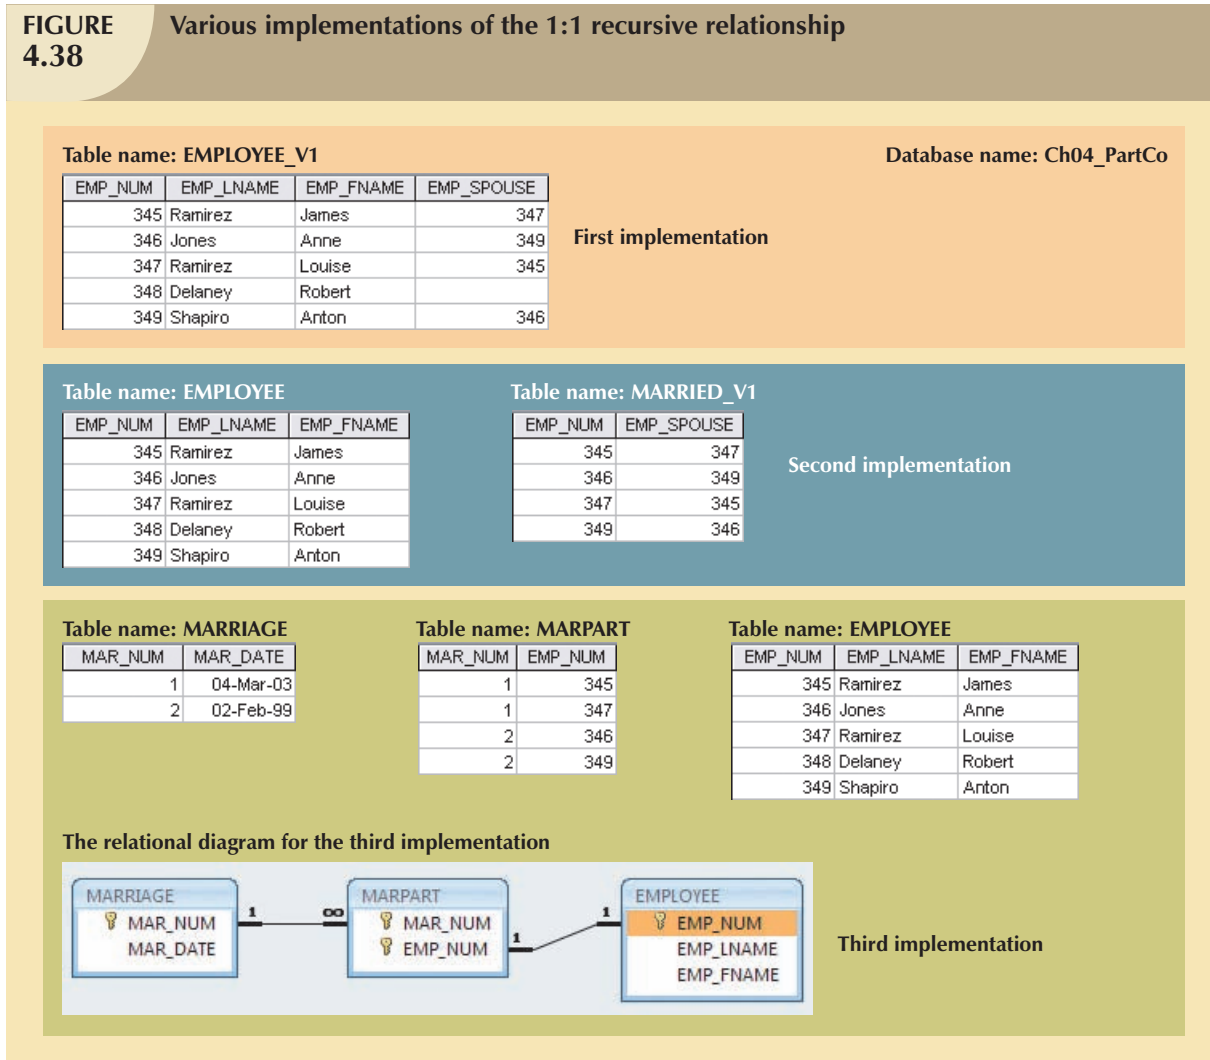 FIGURE 4.38
Various implementations of the 1:1 recursive relationship
Table name: EMPLOYEE_V1
Database name: Ch04_PartCo
EMP_NUM EMP_LNAME EMP_FNAME EMP_SPOUSE
345 Ramirez James 347
346 Jones Anne 349
347 Ramirez Louise 345
348 Delaney Robert
349 Shapiro Anton 346
First implementation
Table name: EMPLOYEE
EMP_NUM EMP_LNAME EMP_FNAME
345 Ramirez James
346 Jones Anne
347 Ramirez Louise
348 Delaney Robert
349 Shapiro Anton
Table name: MARRIED_V1
EMP_NUM EMP_SPOUSE
345 347
346 349
347 345
349 346
Second implementation
Table name: MARRIAGE
MAR_NUM MAR_DATE
1 04-Mar-03
2 02-Feb-99
Table name: MARPART
MAR_NUM EMP_NUM
1 345
1 347
2 346
2 349
Table name: EMPLOYEE
EMP_NUM EMP_LNAME EMP_FNAME
345 Ramirez James
346 Jones Anne
347 Ramirez Louise
348 Delaney Robert
349 Shapiro Anton
The relational diagram for the third implementation
MARRIAGE
MAR_NUM
MAR_DATE
1 ∞
MARPART
MAR_NUM
EMP_NUM
1 1
EMPLOYEE
EMP_NUM
EMP_LNAME
EMP_FNAME
Third implementation